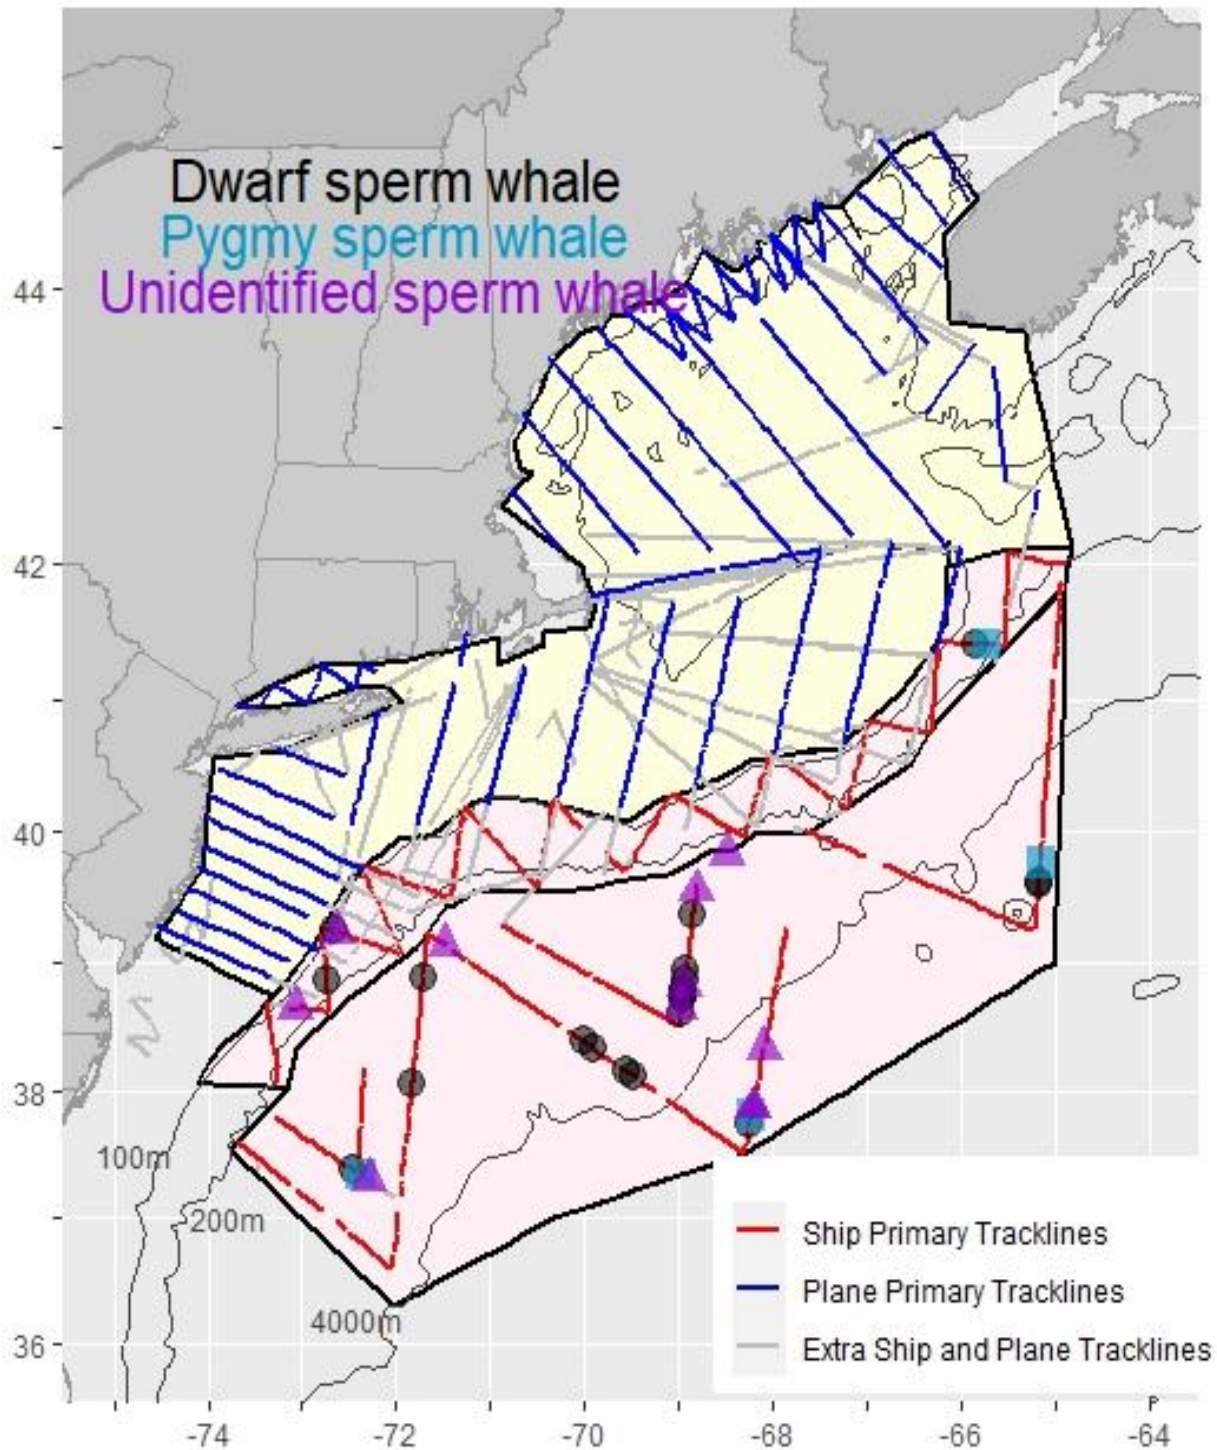 Dwarf sperm whale
Pygmy sperm whale
Unidentified sperm whale
44
42
40
38
36
100m
200m
4000m
Ship Primary Tracklines
Plane Primary Tracklines
Extra Ship and Plane Tracklines
-74 -72 -70 -68 -66 -64